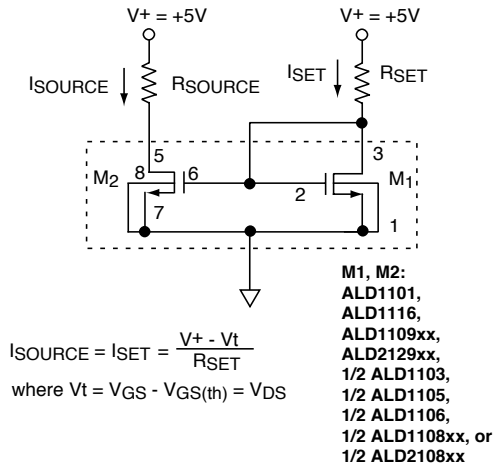 V+ = +5V
V+ = +5V
ISOURCE
RSOURCE
ISET
RSET
5
3
M2
8
6
2
M1
7
1
ISOURCE = ISET = V+ - Vt / RSET
where Vt = VGS - VGS(th) = VDS
M1, M2:
ALD1101,
ALD1116,
ALD1109xx,
ALD2129xx,
1/2 ALD1103,
1/2 ALD1105,
1/2 ALD1106,
1/2 ALD1108xx, or
1/2 ALD2108xx